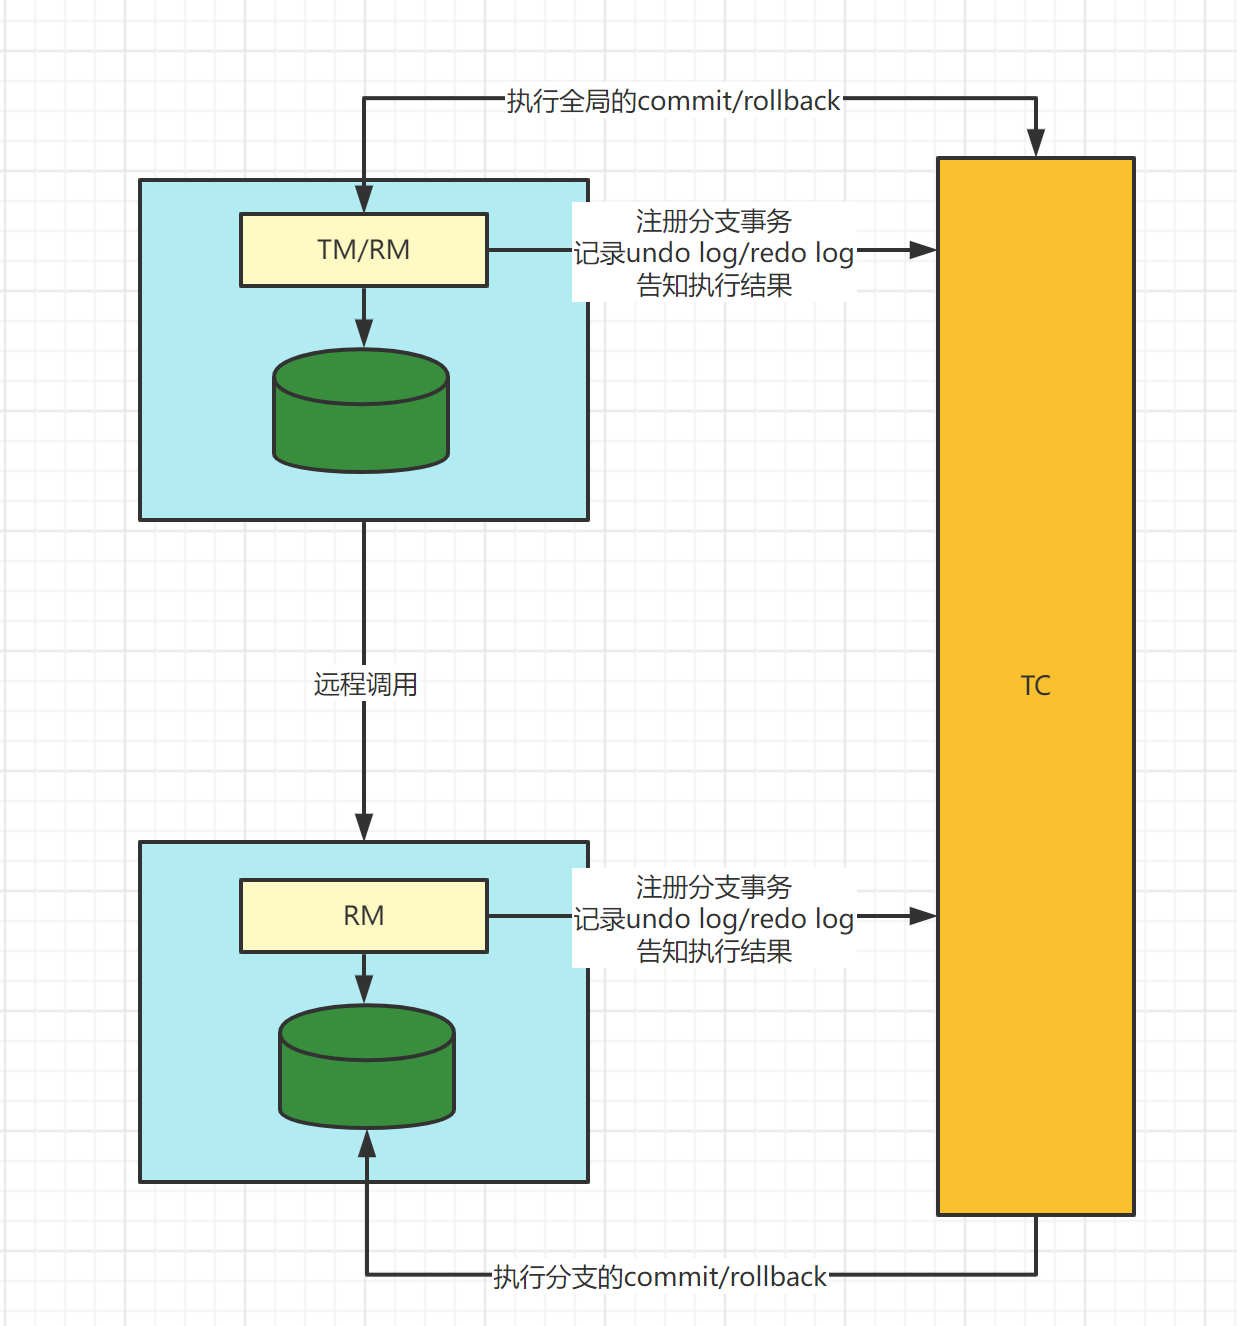 执行全局的commit/rollback
TM/RM
注册分支事务
记录undo log/redo log
告知执行结果
远程调用
TC
RM
注册分支事务
记录undo log/redo log
告知执行结果
执行分支的commit/rollback